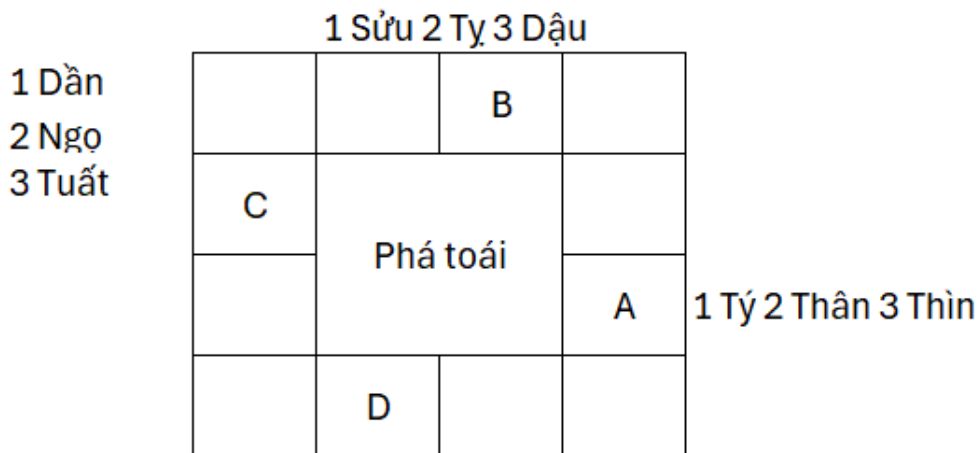 1 Sửu 2 Tỵ 3 Dậu
1 Dần
2 Ngọ
3 Tuất
B
C
Phá toái
A
1 Tý 2 Thân 3 Thìn
D